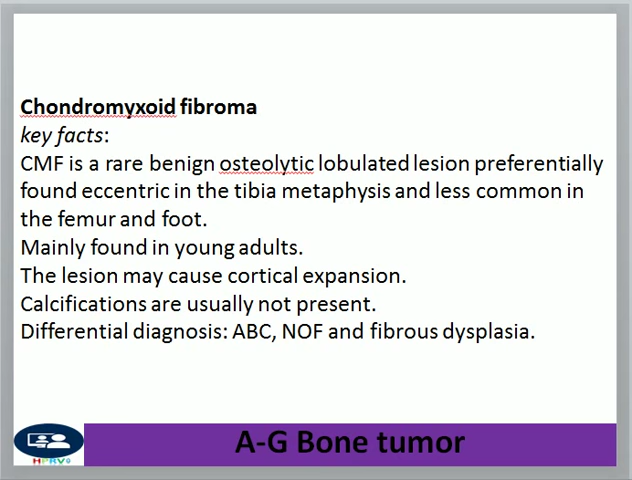 Chondromyxoid fibroma
key facts:
CMF is a rare benign osteolytic lobulated lesion preferentially
found eccentric in the tibia metaphysis and less common in
the femur and foot.
Mainly found in young adults.
The lesion may cause cortical expansion.
Calcifications are usually not present.
Differential diagnosis: ABC, NOF and fibrous dysplasia.
A-G Bone tumor